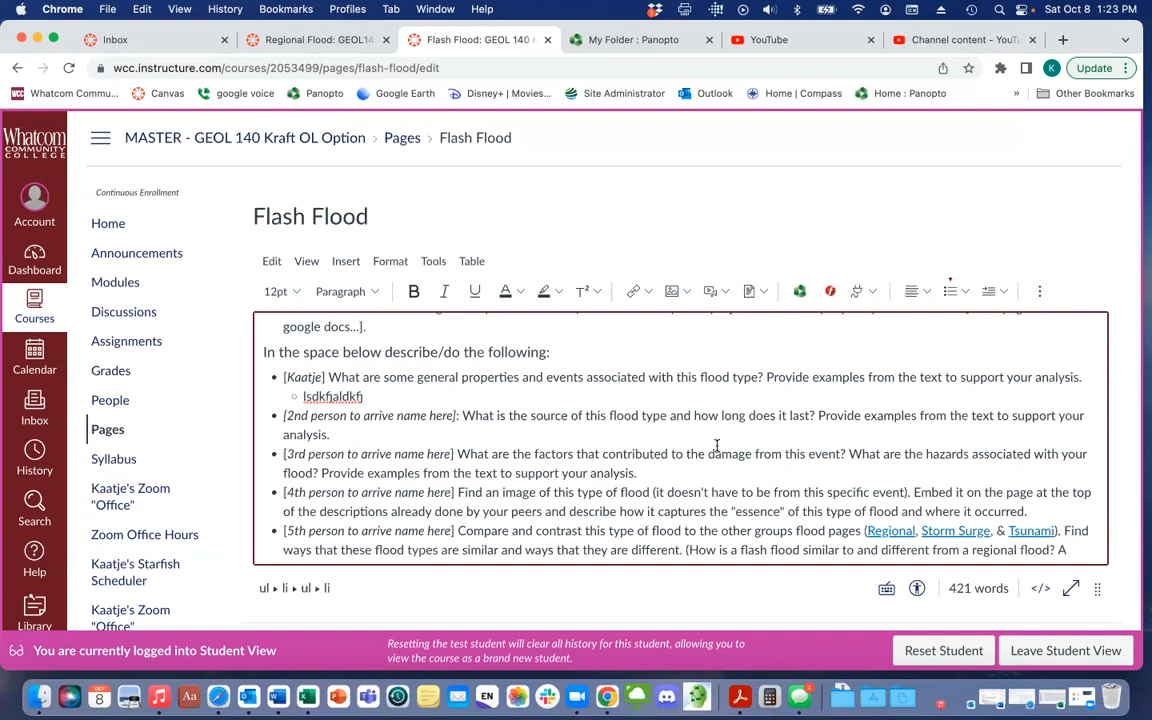 Chrome File Edit View History Bookmarks Profiles Tab Window Help Sat Oct 8 1:23 PM
Inbox Regional Flood: GEOL14 Flash Flood: GEOL 140 My Folder : Panopto YouTube Channel content - YouT
wcc.instructure.com/courses/2053499/pages/flash-flood/edit K Update
Whatcom Commu... Canvas google voice Panopto Google Earth Disney+ | Movies... Site Administrator Outlook Home | Compass Home : Panopto » Other Bookmarks
Whatcom
COMMUNITY
COLLEGE
MASTER - GEOL 140 Kraft OL Option > Pages > Flash Flood
Account
Dashboard
Courses
Calendar
Inbox
History
Search
Help
Library
Continuous Enrollment
Home
Announcements
Modules
Discussions
Assignments
Grades
People
Pages
Syllabus
Kaatje's Zoom
"Office"
Zoom Office Hours
Kaatje's Starfish
Scheduler
Kaatje's Zoom
"Office"
Flash Flood
Edit View Insert Format Tools Table
12pt Paragraph B I U A T²
google docs...].
In the space below describe/do the following:
• [Kaatje] What are some general properties and events associated with this flood type? Provide examples from the text to support your analysis.
◦ lsdkfjaldkfj
• [2nd person to arrive name here]: What is the source of this flood type and how long does it last? Provide examples from the text to support your
analysis.
• [3rd person to arrive name here] What are the factors that contributed to the damage from this event? What are the hazards associated with your
flood? Provide examples from the text to support your analysis.
• [4th person to arrive name here] Find an image of this type of flood (it doesn't have to be from this specific event). Embed it on the page at the top
of the descriptions already done by your peers and describe how it captures the "essence" of this type of flood and where it occurred.
• [5th person to arrive name here] Compare and contrast this type of flood to the other groups flood pages (Regional, Storm Surge, & Tsunami). Find
ways that these flood types are similar and ways that they are different. (How is a flash flood similar to and different from a regional flood? A
ul ▸ li ▸ ul ▸ li 421 words </>
You are currently logged into Student View
Resetting the test student will clear all history for this student, allowing you to
view the course as a brand new student.
Reset Student Leave Student View